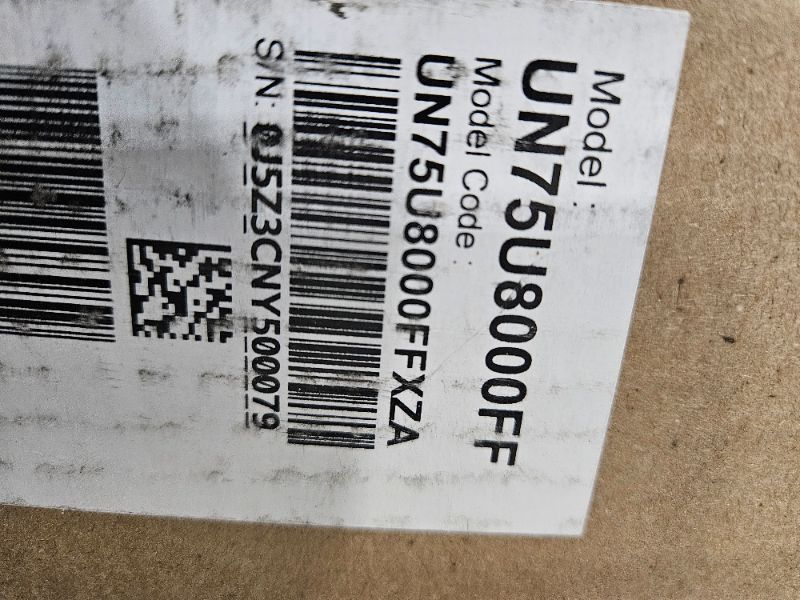 Model :
UN75U8000FF
Model Code :
UN75U8000FFXZA
S/N: 0J5Z3CNY500079